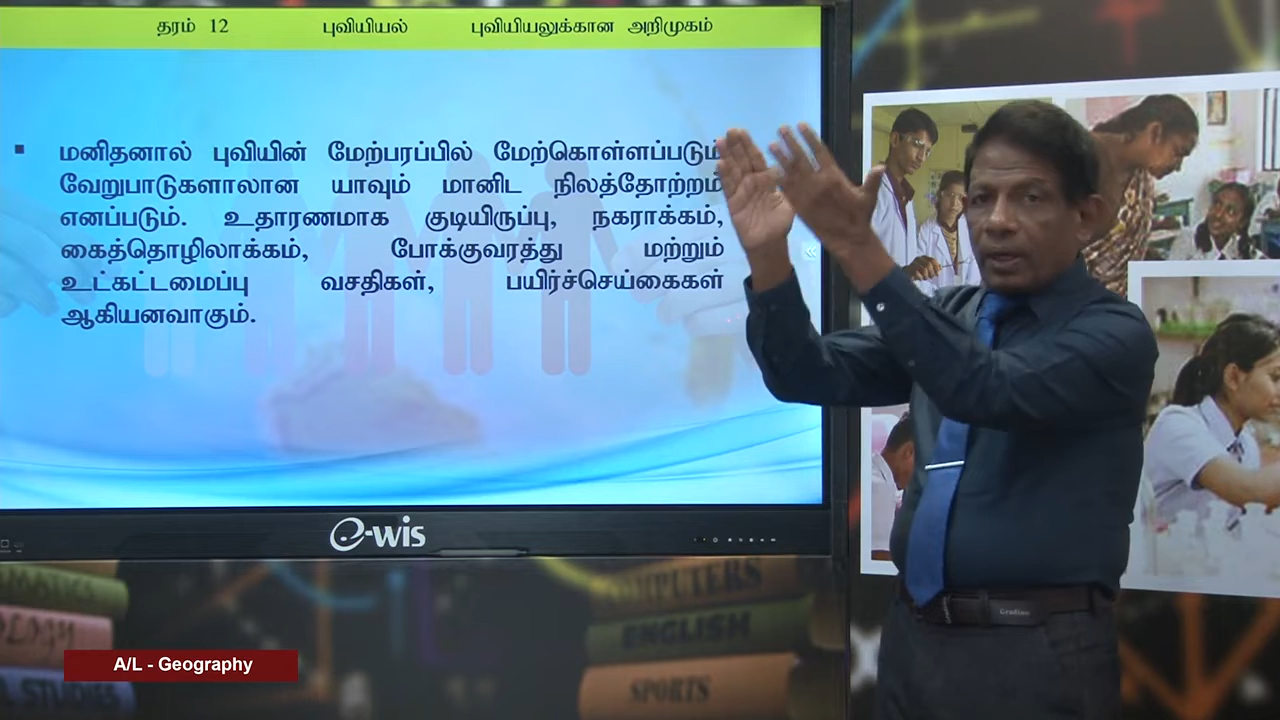 தரம் 12 புவியியல் புவியியலுக்கான அறிமுகம்
மனிதனால் புவியின் மேற்பரப்பில் மேற்கொள்ளப்படும்
வேறுபாடுகளாலான யாவும் மானிட நிலத்தோற்றம்
எனப்படும். உதாரணமாக குடியிருப்பு, நகராக்கம்,
கைத்தொழிலாக்கம், போக்குவரத்து மற்றும்
உட்கட்டமைப்பு வசதிகள், பயிர்ச்செய்கைகள்
ஆகியனவாகும்.
e-wis
COMPUTERS
ENGLISH
SPORTS
A/L - Geography